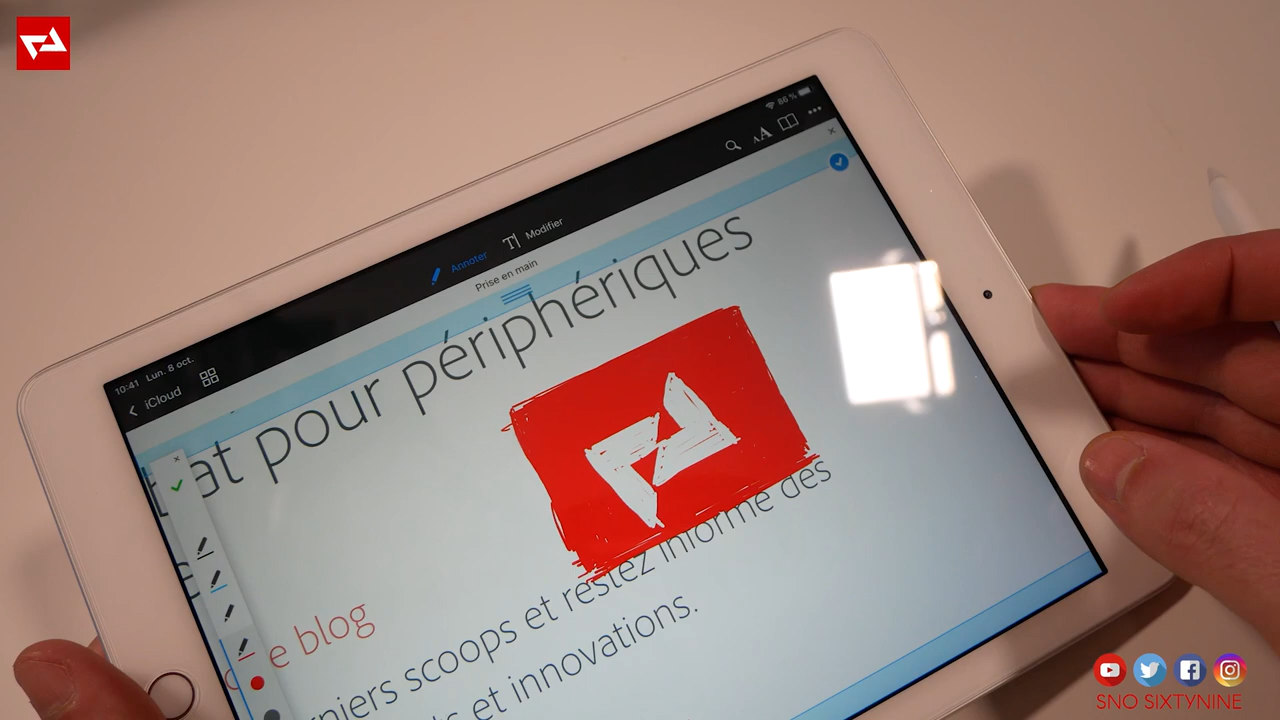 86 %
AA
10:41 Lun. 8 oct.
iCloud
Annoter
T Modifier
Prise en main
at pour périphériques
e blog
rniers scoops et restez informé des
s et innovations.
SNO SIXTYNINE